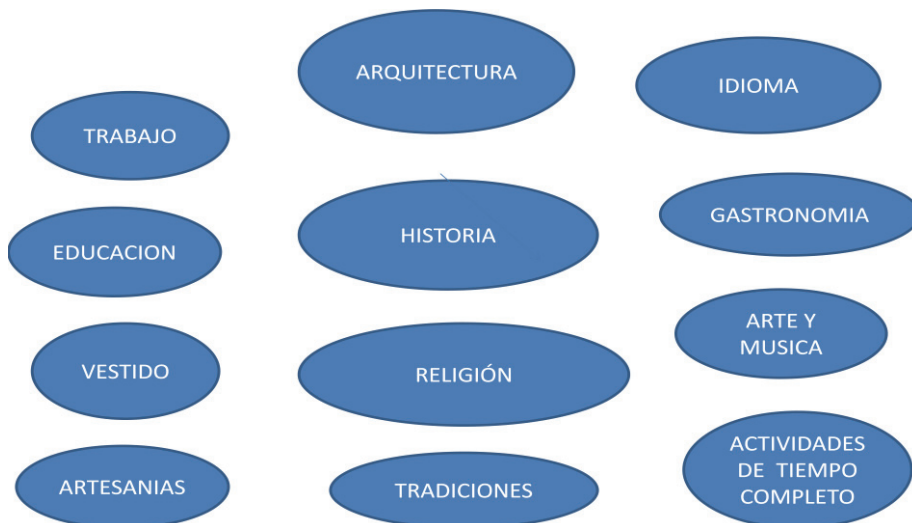 ARQUITECTURA
IDIOMA
TRABAJO
HISTORIA
GASTRONOMIA
EDUCACION
VESTIDO
RELIGIÓN
ARTE Y
MUSICA
ARTESANIAS
TRADICIONES
ACTIVIDADES
DE TIEMPO
COMPLETO